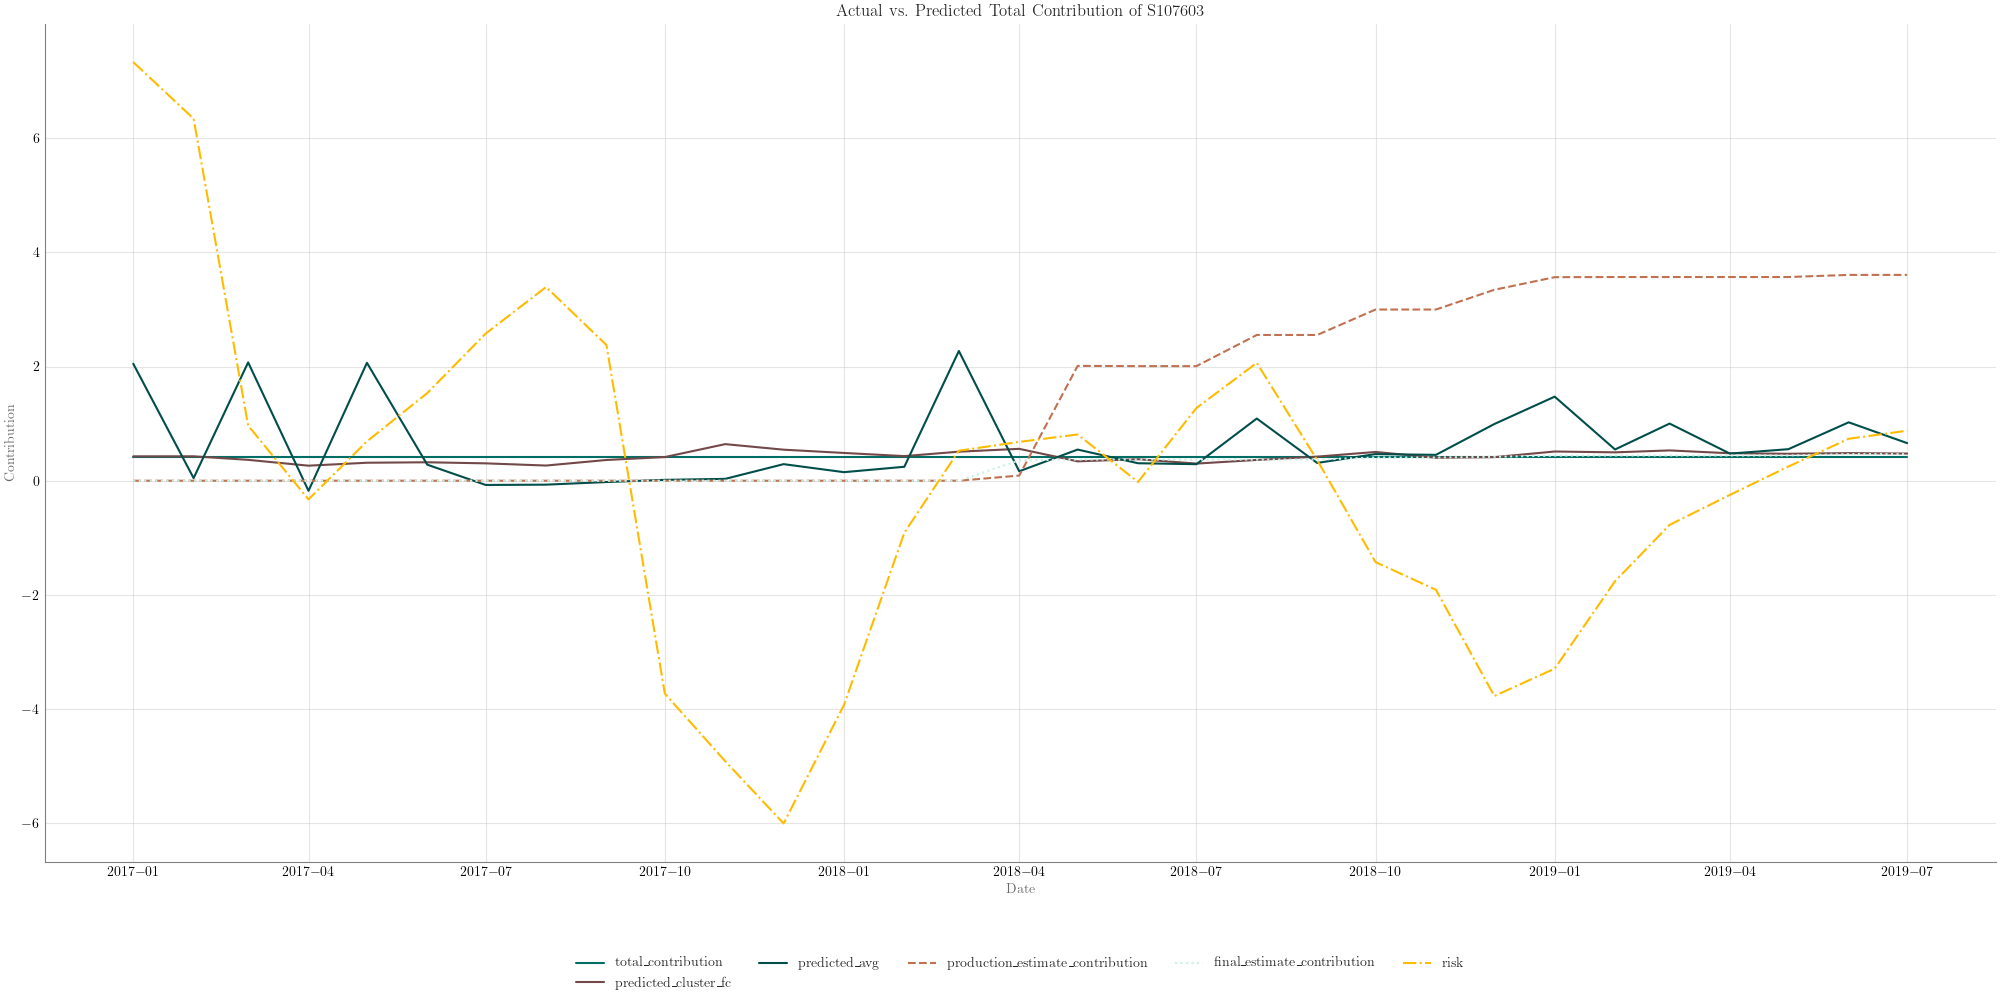 Actual vs. Predicted Total Contribution of S107603
Contribution
6
4
2
0
−2
−4
−6
2017−01 2017−04 2017−07 2017−10 2018−01 2018−04 2018−07 2018−10 2019−01 2019−04 2019−07
Date
total_contribution predicted_avg production_estimate_contribution final_estimate_contribution risk
predicted_cluster_fc